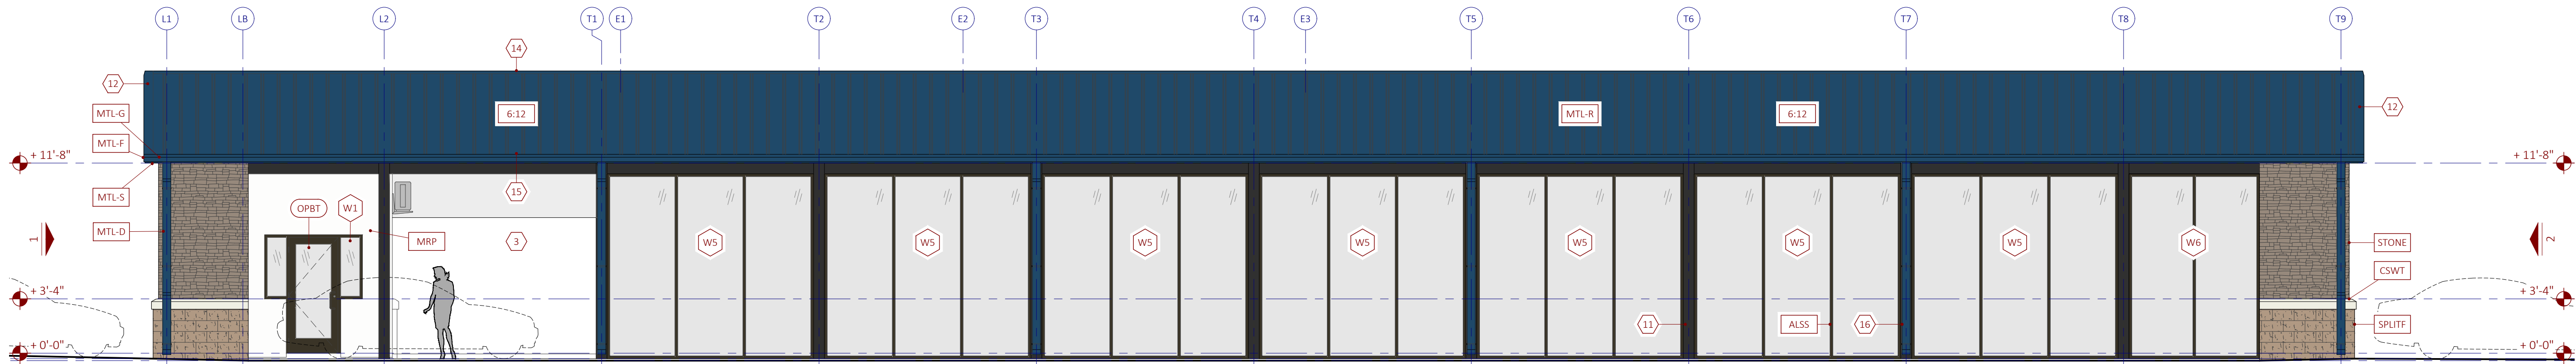 L1 LB L2 T1 E1 T2 E2 T3 T4 E3 T5 T6 T7 T8 T9
14
12
12
MTL-G
6:12
MTL-R
6:12
MTL-F
+ 11'-8"
+ 11'-8"
15
MTL-S
OPBT
W1
MTL-D
MRP
3
W5
W5
W5
W5
W5
W5
W5
W6
STONE
1
2
CSWT
+ 3'-4"
+ 3'-4"
11
ALSS
16
SPLITF
+ 0'-0"
+ 0'-0"